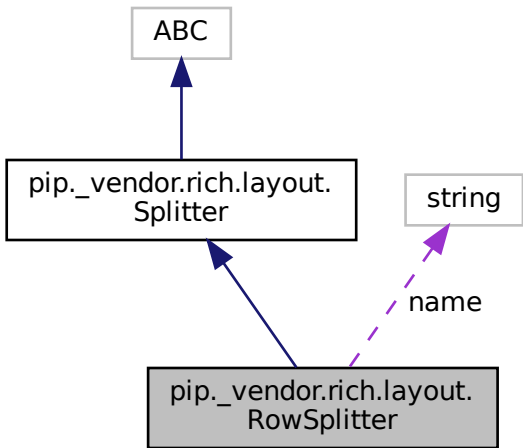 ABC
pip._vendor.rich.layout.
Splitter
string
name
pip._vendor.rich.layout.
RowSplitter